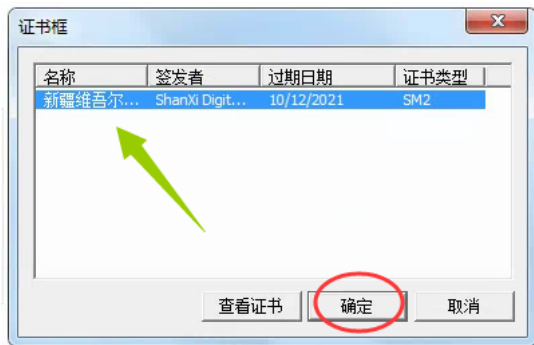 证书框
名称 签发者 过期日期 证书类型
新疆维吾尔... ShanXi Digit... 10/12/2021 SM2
查看证书 确定 取消